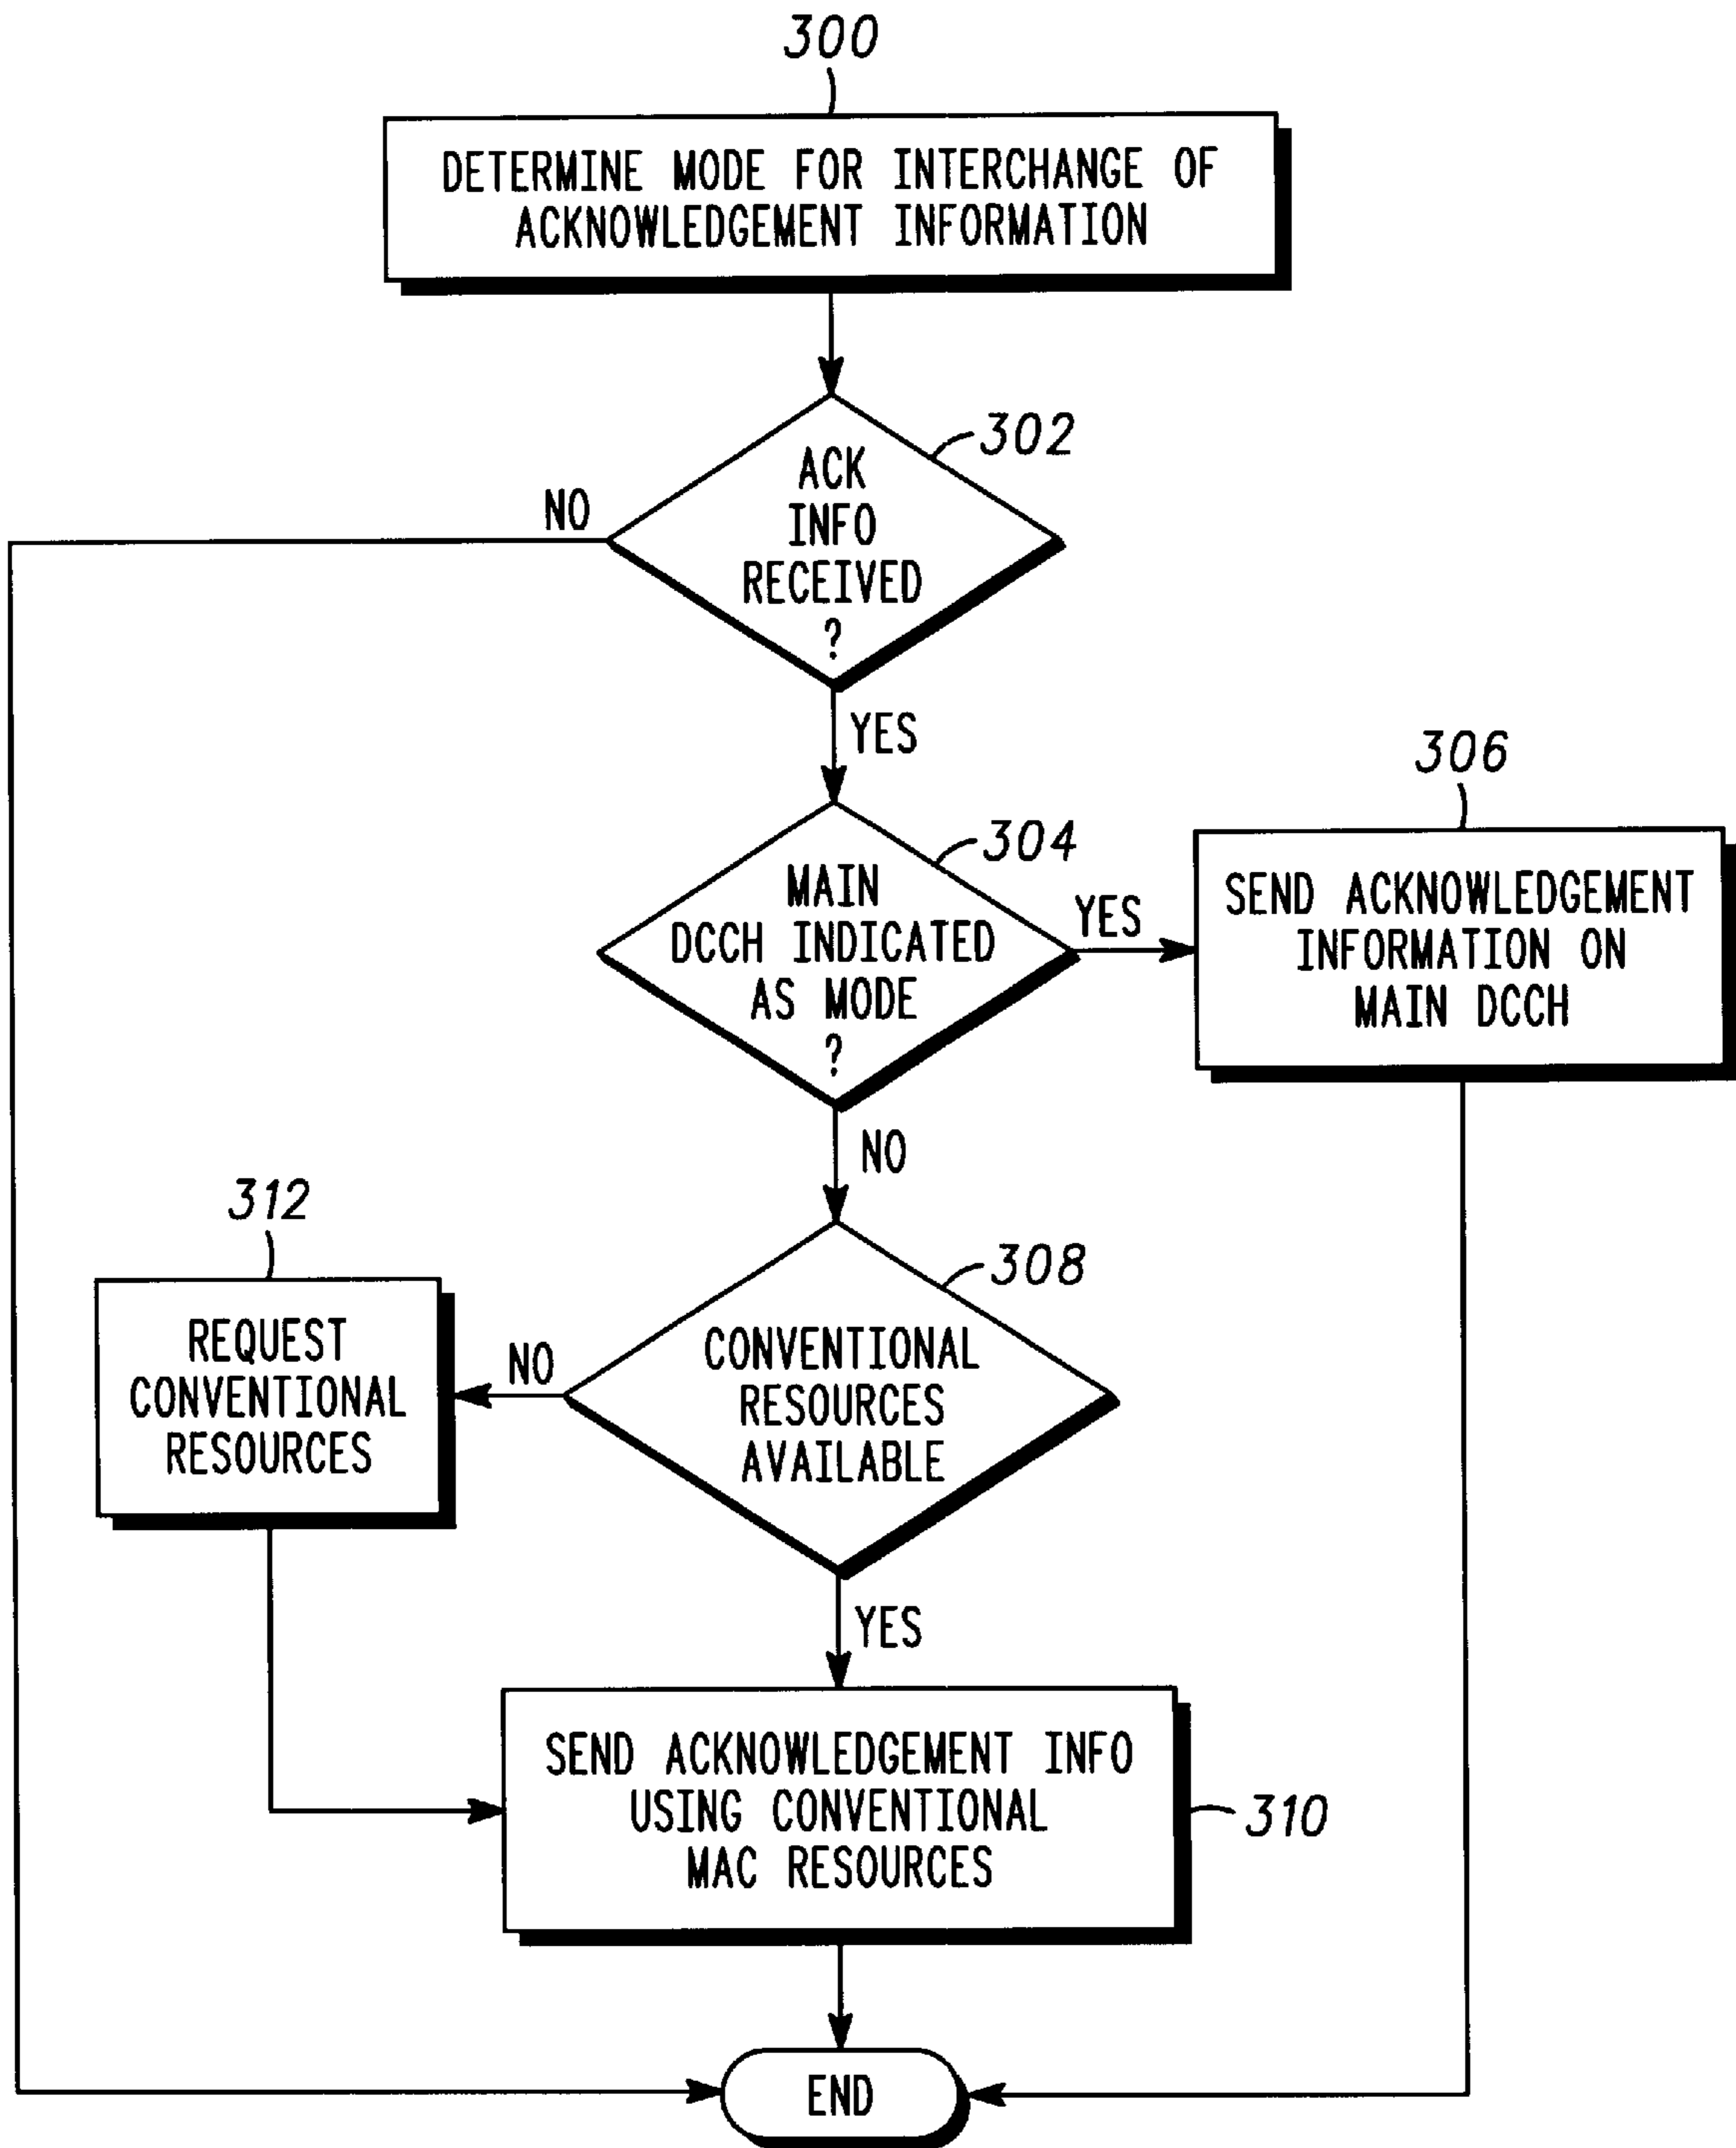 300
DETERMINE MODE FOR INTERCHANGE OF
ACKNOWLEDGEMENT INFORMATION
302
ACK
INFO
RECEIVED
?
NO
YES
304
MAIN
DCCH INDICATED
AS MODE
?
YES
306
SEND ACKNOWLEDGEMENT
INFORMATION ON
MAIN DCCH
NO
308
CONVENTIONAL
RESOURCES
AVAILABLE
NO
312
REQUEST
CONVENTIONAL
RESOURCES
YES
SEND ACKNOWLEDGEMENT INFO
USING CONVENTIONAL
MAC RESOURCES
310
END